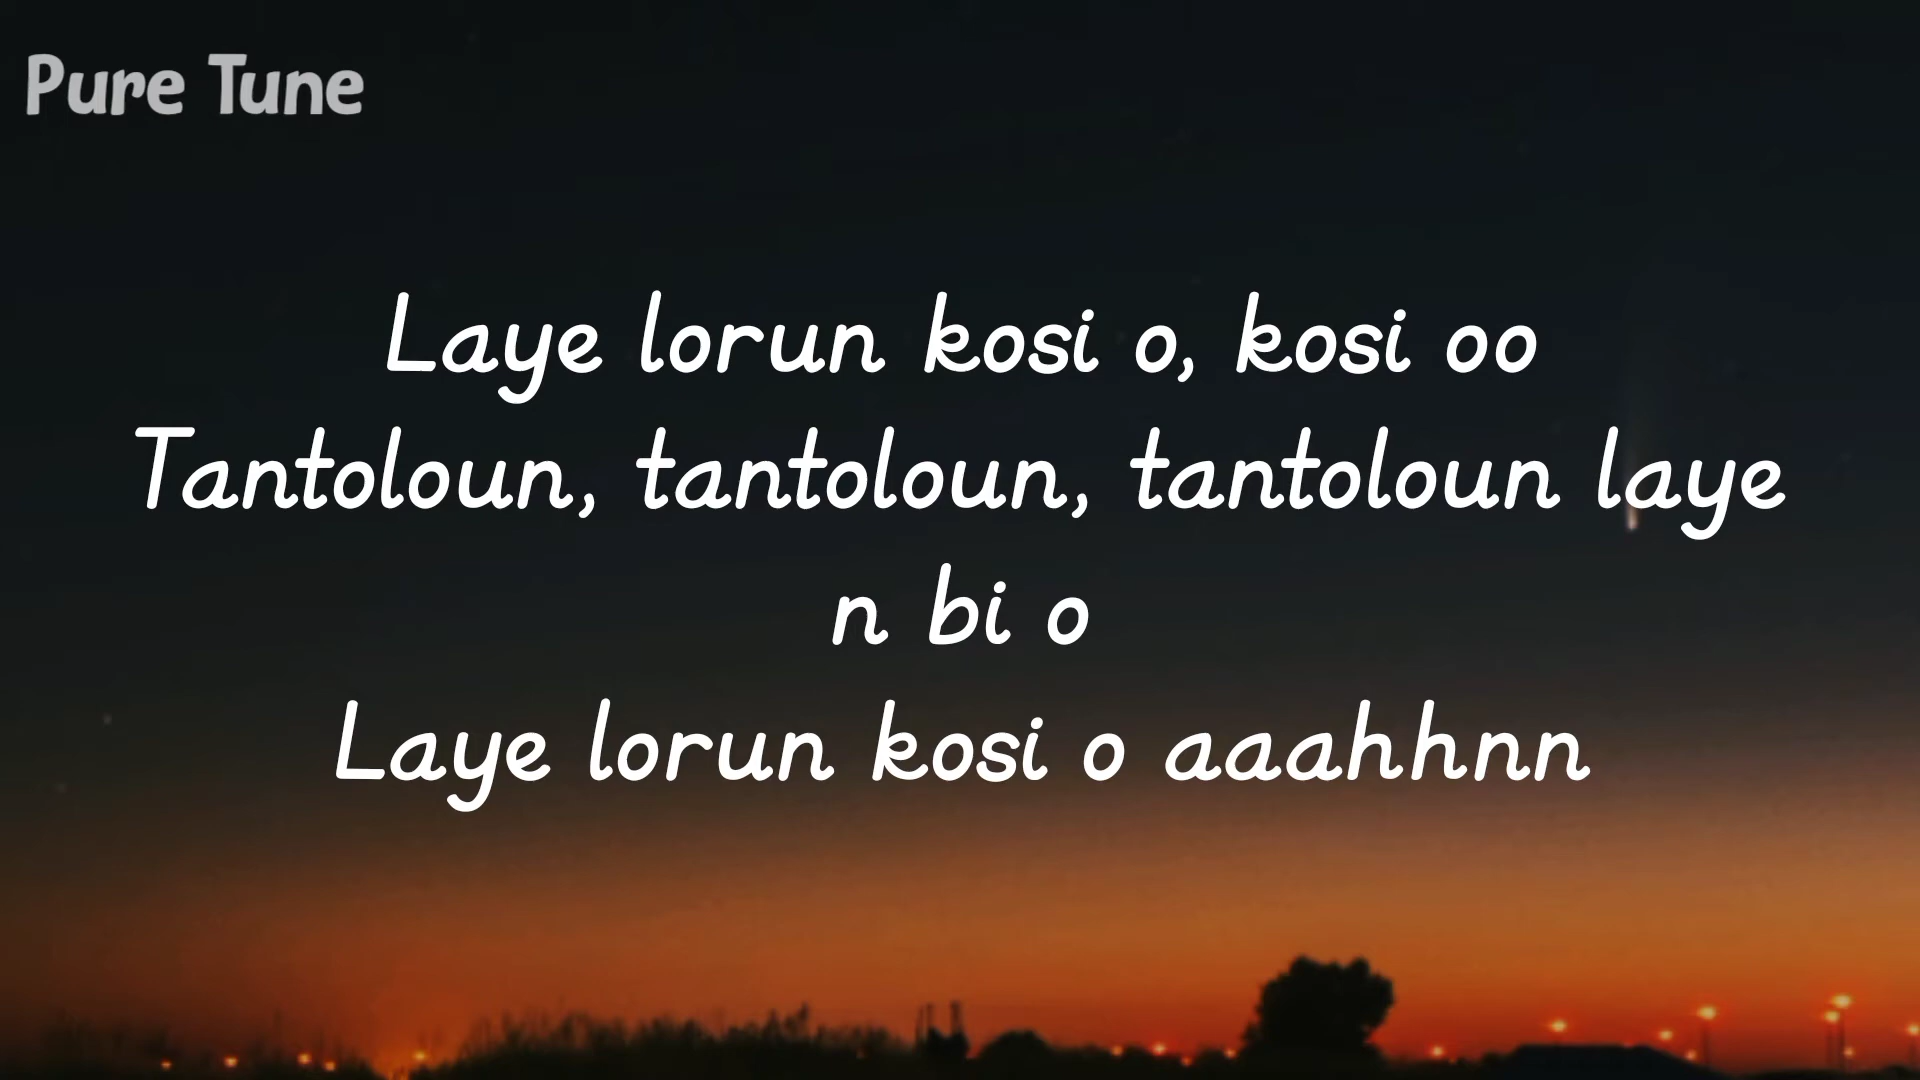 Pure Tune
Laye lorun kosi o, kosi oo
Tantoloun, tantoloun, tantoloun laye
n bi o
Laye lorun kosi o aaahhnn